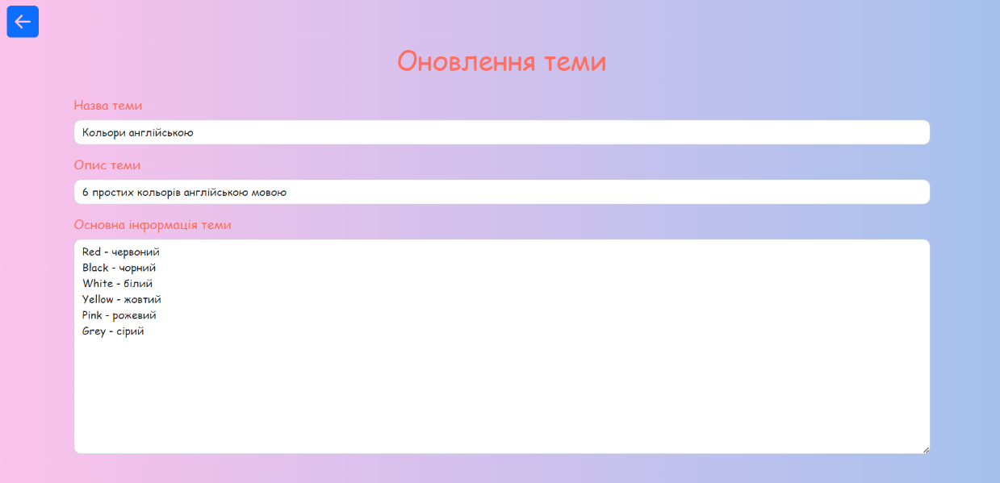 Оновлення теми
Назва теми
Кольори англійською
Опис теми
6 простих кольорів англійською мовою
Основна інформація теми
Red - червоний
Black - чорний
White - білий
Yellow - жовтий
Pink - рожевий
Grey - сірий